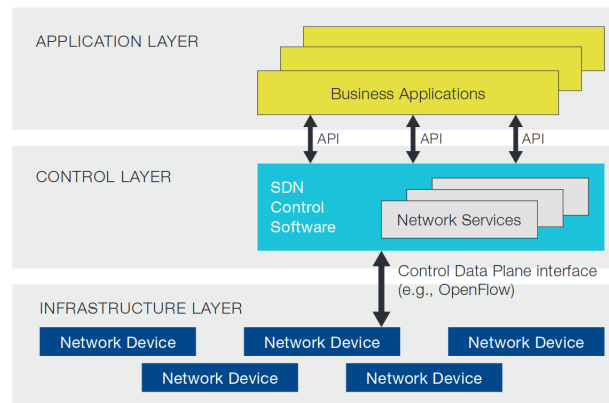 APPLICATION LAYER
Business Applications
API
API
API
CONTROL LAYER
SDN
Control
Software
Network Services
Control Data Plane interface
(e.g., OpenFlow)
INFRASTRUCTURE LAYER
Network Device
Network Device
Network Device
Network Device
Network Device